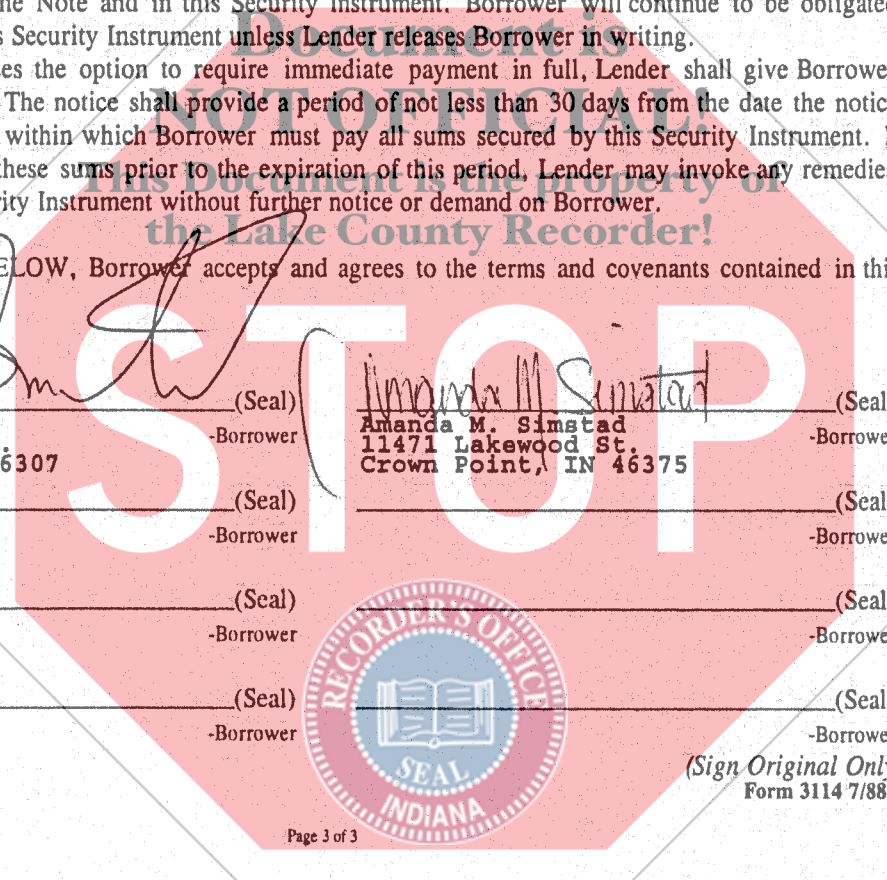 he Note and in this Security Instrument. Borrower will continue to be obligated
s Security Instrument unless Lender releases Borrower in writing.
Document is
es the option to require immediate payment in full, Lender shall give Borrower
The notice shall provide a period of not less than 30 days from the date the notic
NOT OFFICIAL!
within which Borrower must pay all sums secured by this Security Instrument.
these sums prior to the expiration of this period, Lender may invoke any remedie
This Document is the property of
ity Instrument without further notice or demand on Borrower.
the Lake County Recorder!
ELOW, Borrower accepts and agrees to the terms and covenants contained in thi
STOP
Amanda M Simstad
(Seal) (Seal
-Borrower Amanda M. Simstad -Borrowe
11471 Lakewood St.
6307 Crown Point, IN 46375
(Seal) (Seal
-Borrower -Borrowe
(Seal) (Seal
-Borrower -Borrowe
(Seal) (Seal
-Borrower -Borrowe
RECORDER'S OFFICE
SEAL
INDIANA
(Sign Original Only
Form 3114 7/88
Page 3 of 3